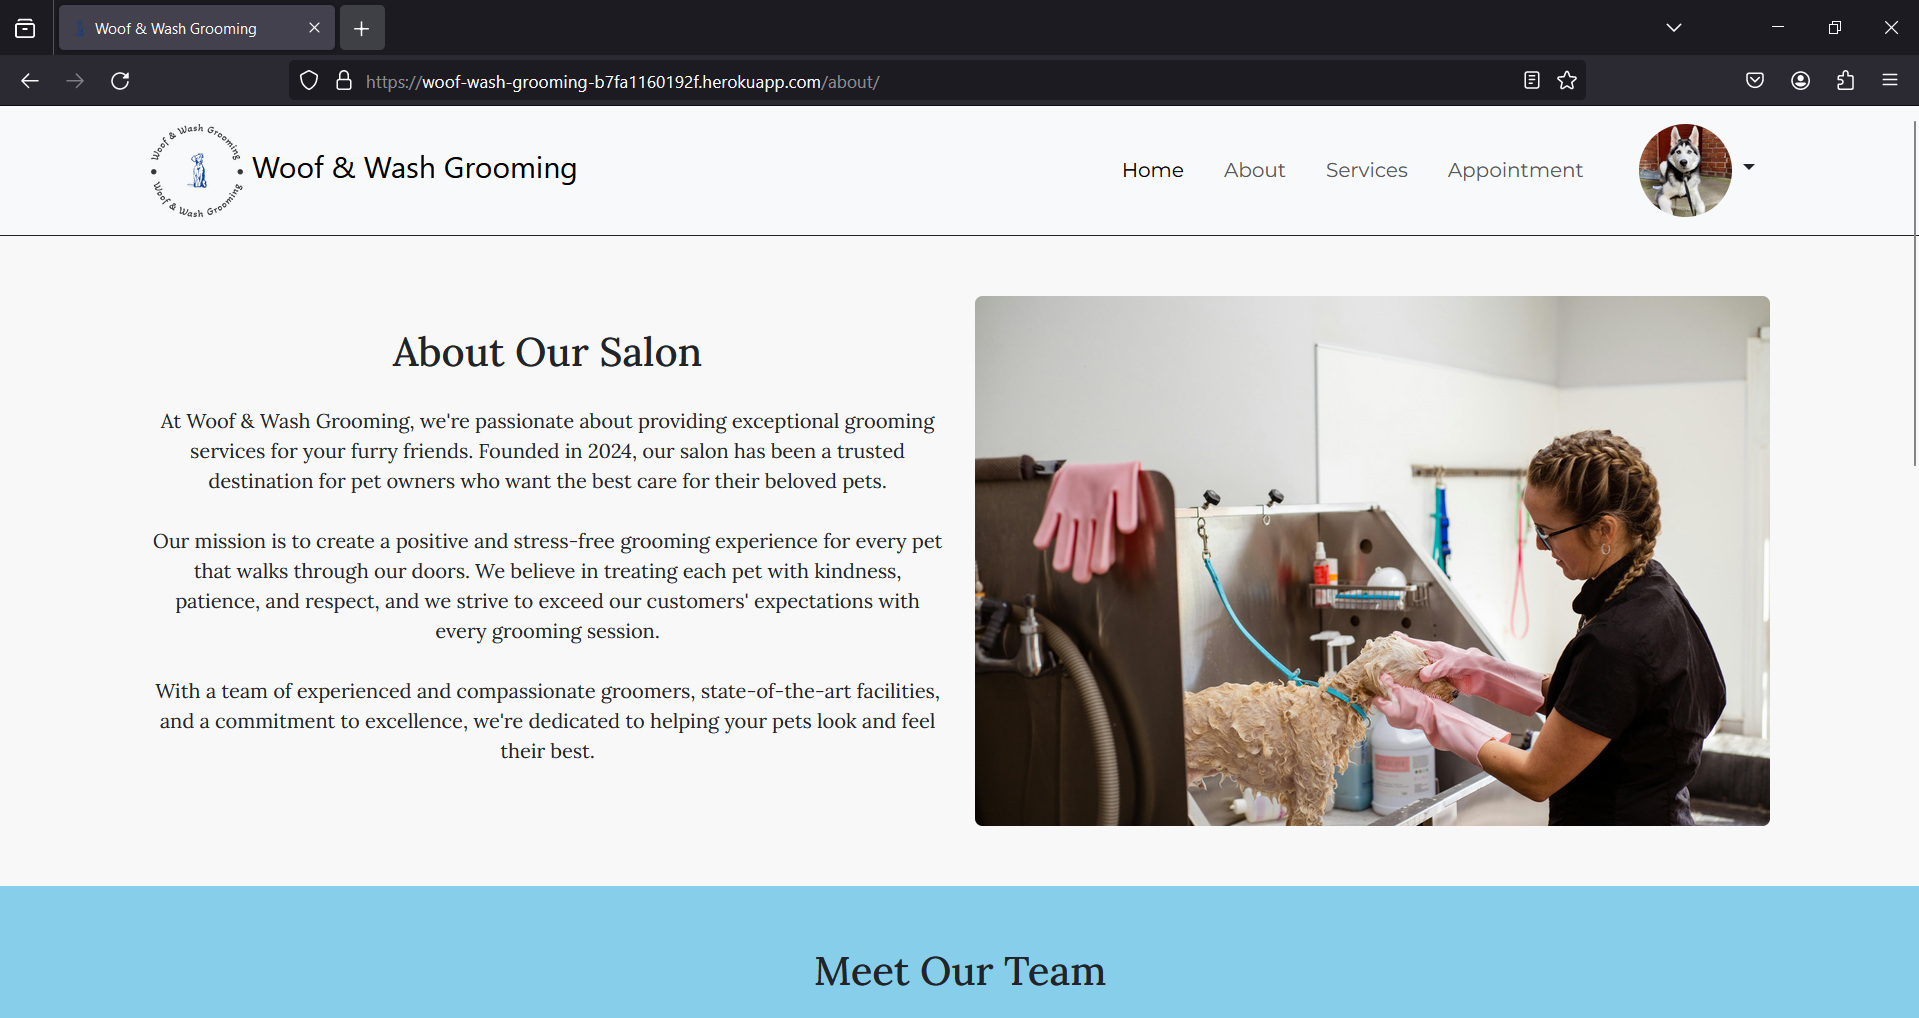 Woof & Wash Grooming
https://woof-wash-grooming-b7fa1160192f.herokuapp.com/about/
Woof & Wash Grooming
Woof & Wash Grooming
Woof & Wash Grooming
Home
About
Services
Appointment
About Our Salon
At Woof & Wash Grooming, we're passionate about providing exceptional grooming
services for your furry friends. Founded in 2024, our salon has been a trusted
destination for pet owners who want the best care for their beloved pets.
Our mission is to create a positive and stress-free grooming experience for every pet
that walks through our doors. We believe in treating each pet with kindness,
patience, and respect, and we strive to exceed our customers' expectations with
every grooming session.
With a team of experienced and compassionate groomers, state-of-the-art facilities,
and a commitment to excellence, we're dedicated to helping your pets look and feel
their best.
Meet Our Team